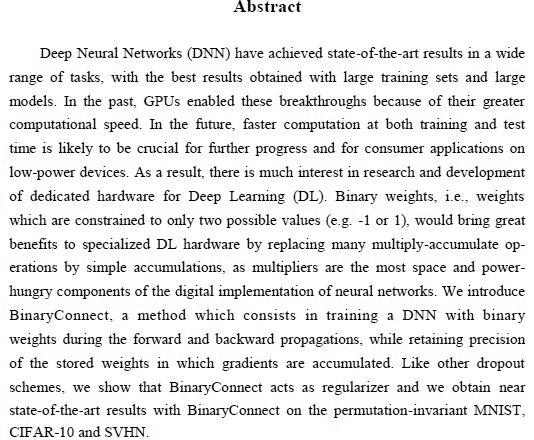 Abstract
Deep Neural Networks (DNN) have achieved state-of-the-art results in a wide
range of tasks, with the best results obtained with large training sets and large
models. In the past, GPUs enabled these breakthroughs because of their greater
computational speed. In the future, faster computation at both training and test
time is likely to be crucial for further progress and for consumer applications on
low-power devices. As a result, there is much interest in research and development
of dedicated hardware for Deep Learning (DL). Binary weights, i.e., weights
which are constrained to only two possible values (e.g. -1 or 1), would bring great
benefits to specialized DL hardware by replacing many multiply-accumulate op-
erations by simple accumulations, as multipliers are the most space and power-
hungry components of the digital implementation of neural networks. We introduce
BinaryConnect, a method which consists in training a DNN with binary
weights during the forward and backward propagations, while retaining precision
of the stored weights in which gradients are accumulated. Like other dropout
schemes, we show that BinaryConnect acts as regularizer and we obtain near
state-of-the-art results with BinaryConnect on the permutation-invariant MNIST,
CIFAR-10 and SVHN.